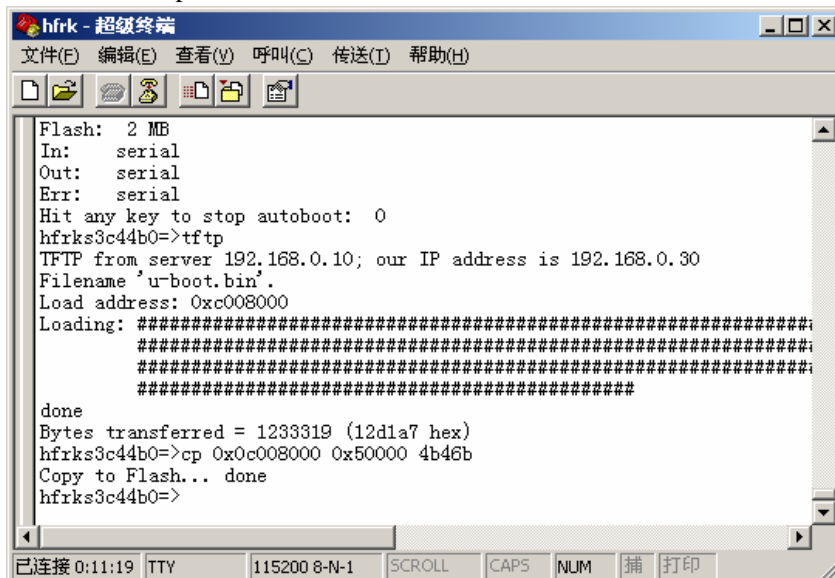 hfrk - 超级终端
文件(F) 编辑(E) 查看(V) 呼叫(C) 传送(T) 帮助(H)
Flash: 2 MB
In: serial
Out: serial
Err: serial
Hit any key to stop autoboot: 0
hfrks3c44b0=>tftp
TFTP from server 192.168.0.10; our IP address is 192.168.0.30
Filename 'u-boot.bin'.
Load address: 0xc008000
Loading: ###############################################################
###############################################################
###############################################################
##############################################
done
Bytes transferred = 1233319 (12d1a7 hex)
hfrks3c44b0=>cp 0x0c008000 0x50000 4b46b
Copy to Flash... done
hfrks3c44b0=>
已连接 0:11:19 TTY 115200 8-N-1 SCROLL CAPS NUM 捕 打印